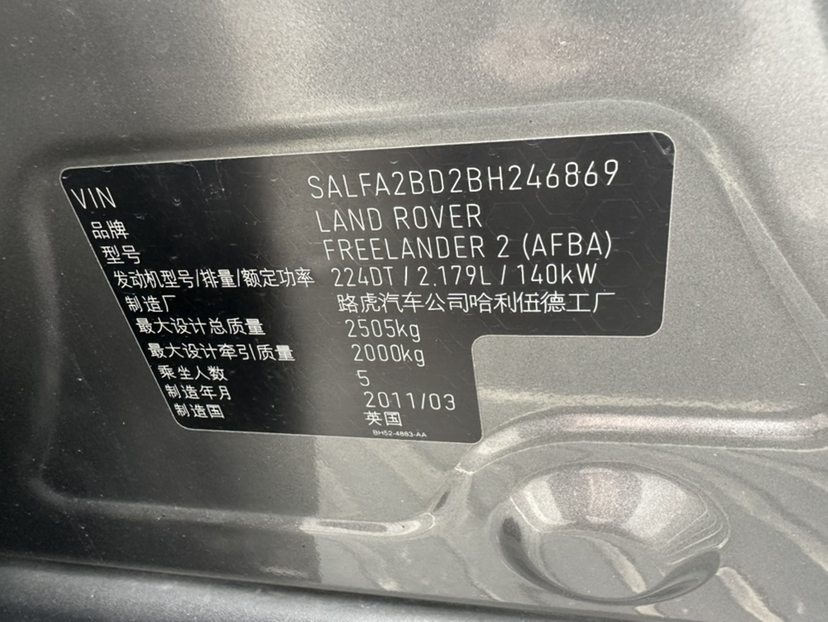 VIN SALFA2BD2BH246869
品牌 LAND ROVER
型号 FREELANDER 2 (AFBA)
发动机型号/排量/额定功率 224DT / 2.179L / 140kW
制造厂 路虎汽车公司哈利伍德工厂
最大设计总质量 2505kg
最大设计牵引质量 2000kg
乘坐人数 5
制造年月 2011/03
制造国 英国
BH52-4863-AA